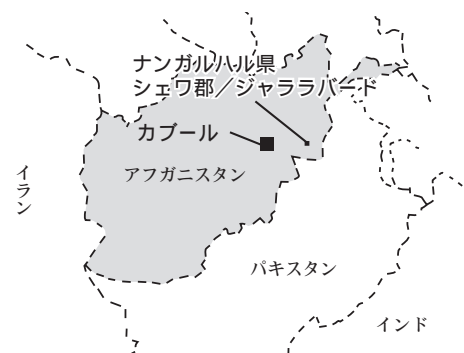 ナンガルハル県
シェワ郡／ジャララバード
カブール
アフガニスタン
イラン
パキスタン
インド